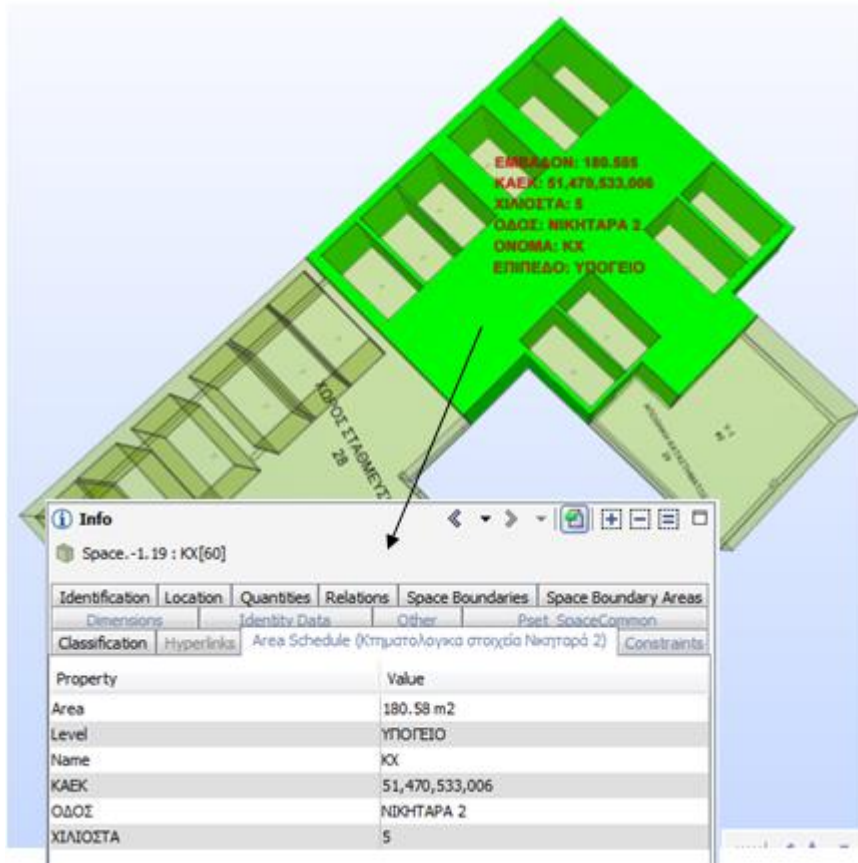 ΕΜΒΑΔΟΝ: 180.585
ΚΑΕΚ: 51,470,533,006
ΧΙΛΙΟΣΤΑ: 5
ΟΔΟΣ: ΝΙΚΗΤΑΡΑ 2
ΟΝΟΜΑ: ΚΧ
ΕΠΙΠΕΔΟ: ΥΠΟΓΕΙΟ
ΧΩΡΟΣ ΣΤΑΘΜΕΥΣ
28
Info
Space.-1.19 : ΚΧ[60]
Identification Location Quantities Relations Space Boundaries Space Boundary Areas
Dimensions Identity Data Other Pset_SpaceCommon
Classification Hyperlinks Area Schedule (Κτηματολογικα στοιχεία Νικηταρά 2) Constraints
Property Value
Area 180.58 m2
Level ΥΠΟΓΕΙΟ
Name ΚΧ
ΚΑΕΚ 51,470,533,006
ΟΔΟΣ ΝΙΚΗΤΑΡΑ 2
ΧΙΛΙΟΣΤΑ 5